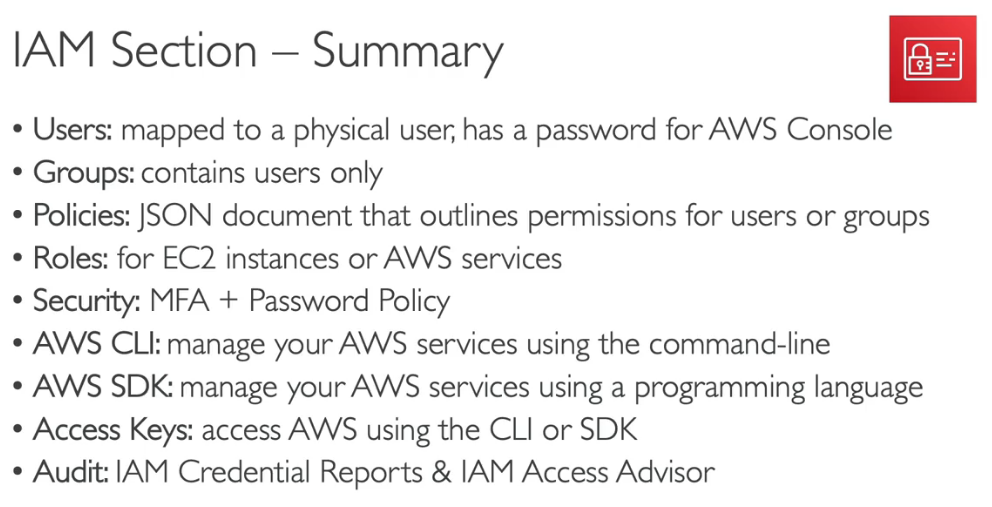 IAM Section – Summary
• Users: mapped to a physical user, has a password for AWS Console
• Groups: contains users only
• Policies: JSON document that outlines permissions for users or groups
• Roles: for EC2 instances or AWS services
• Security: MFA + Password Policy
• AWS CLI: manage your AWS services using the command-line
• AWS SDK: manage your AWS services using a programming language
• Access Keys: access AWS using the CLI or SDK
• Audit: IAM Credential Reports & IAM Access Advisor